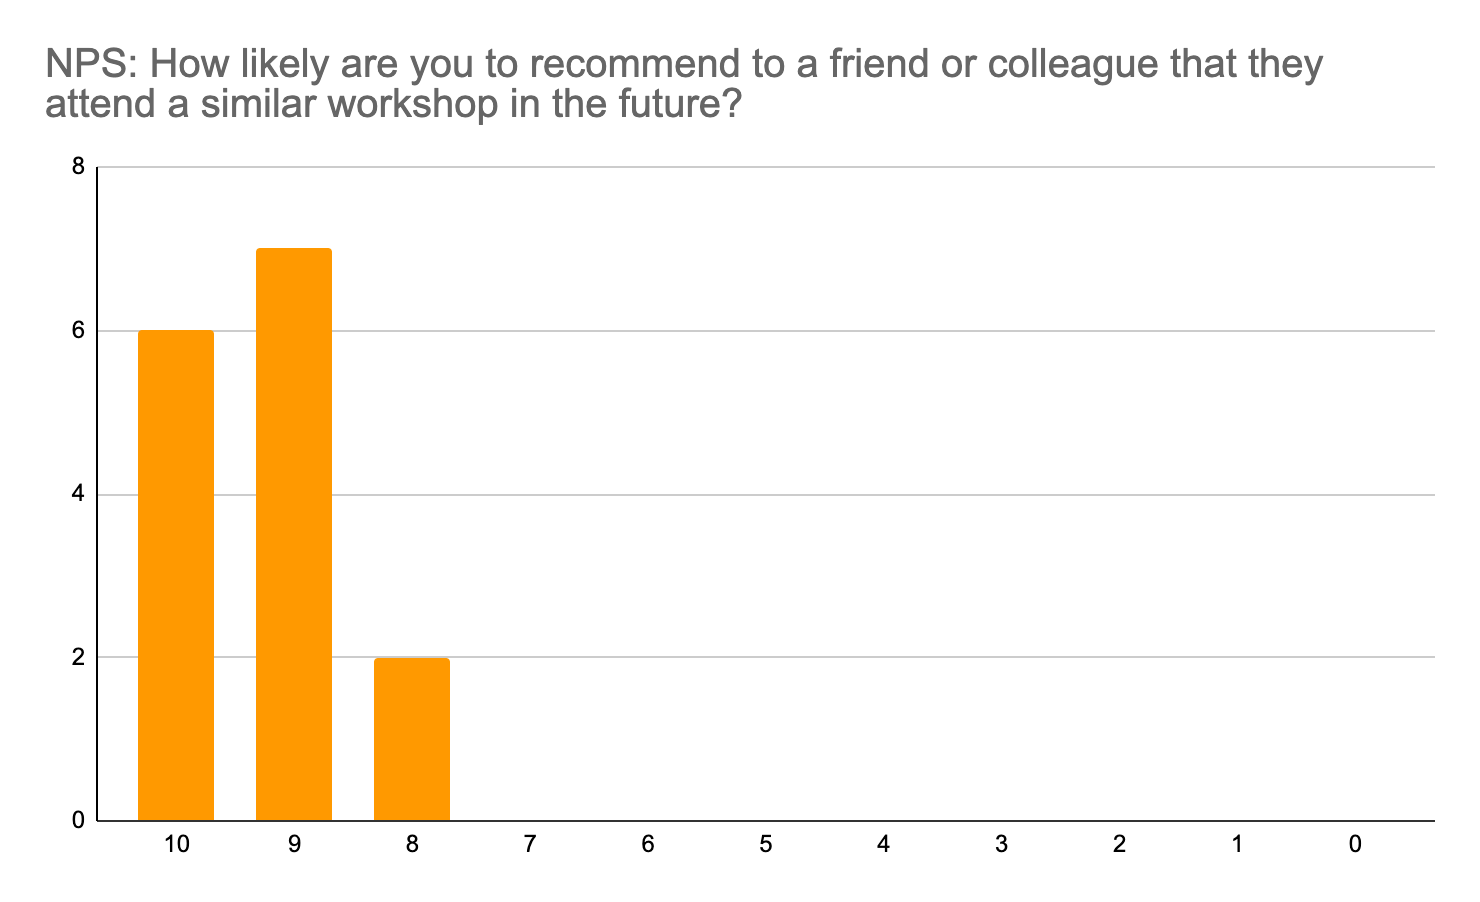 NPS: How likely are you to recommend to a friend or colleague that they
attend a similar workshop in the future?
8
6
4
2
0
10 9 8 7 6 5 4 3 2 1 0